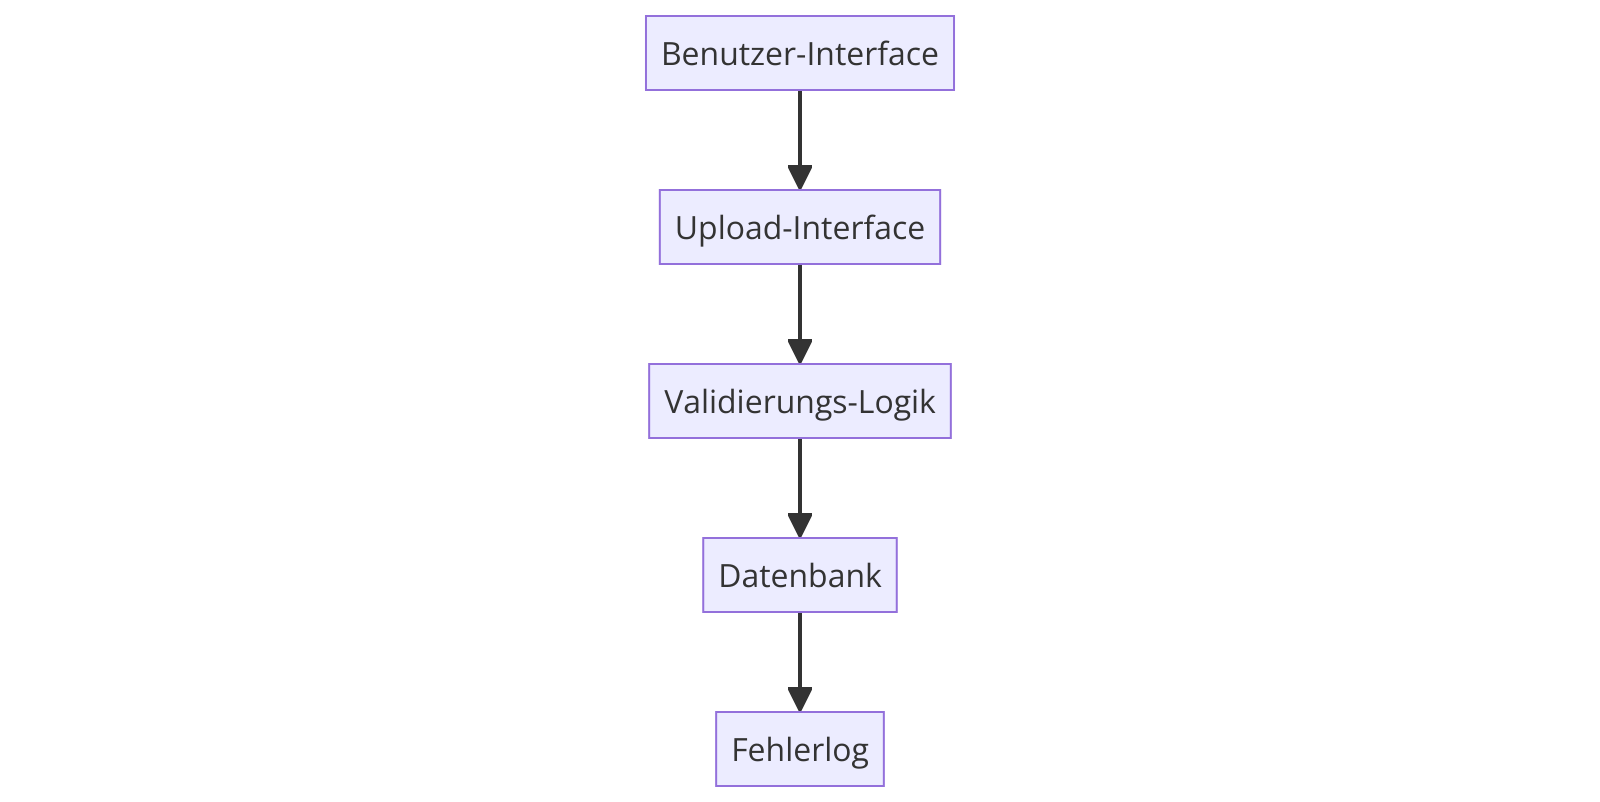 Benutzer-Interface
Upload-Interface
Validierungs-Logik
Datenbank
Fehlerlog